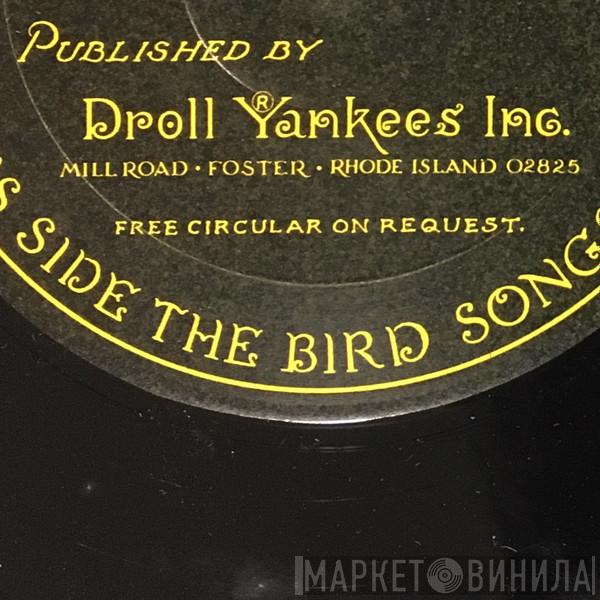 PUBLISHED BY
Droll Yankees Inc.®
MILL ROAD • FOSTER • RHODE ISLAND 02825
FREE CIRCULAR ON REQUEST.
SIDE THE BIRD SONGS
МАРКЕТ ВИНИЛА